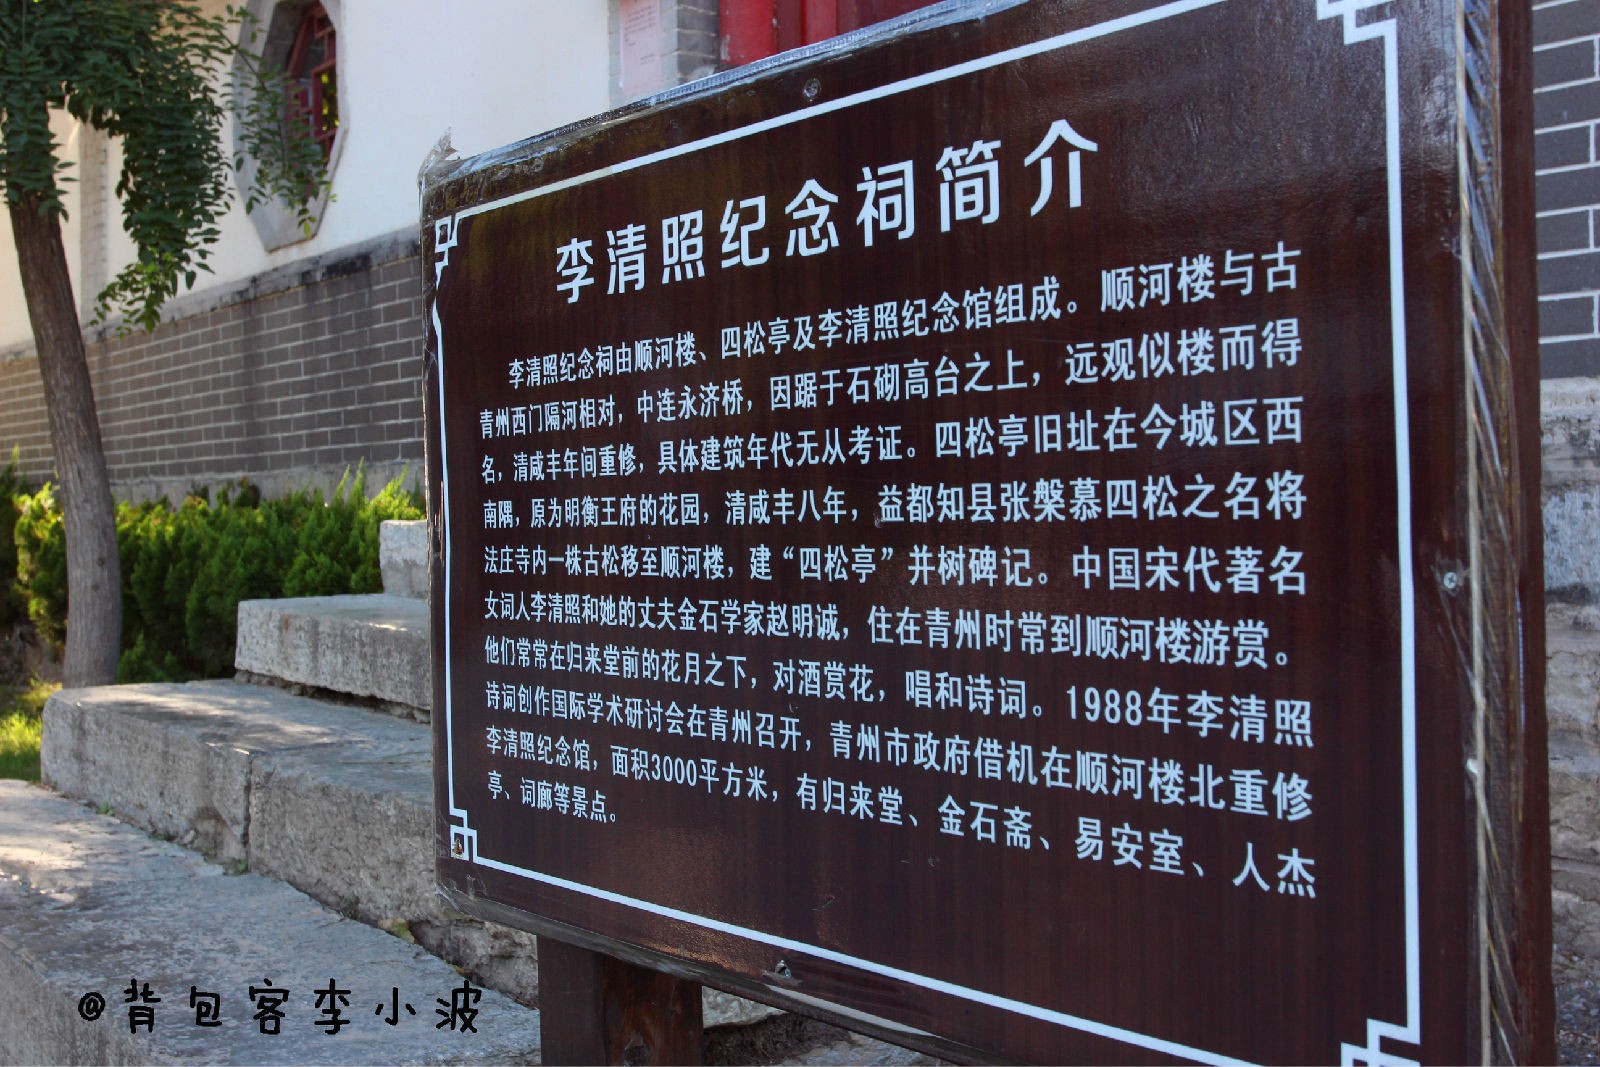 李清照纪念祠简介
李清照纪念祠由顺河楼、四松亭及李清照纪念馆组成。顺河楼与古
青州西门隔河相对，中连永济桥，因踞于石砌高台之上，远观似楼而得
名，清咸丰年间重修，具体建筑年代无从考证。四松亭旧址在今城区西
南隅，原为明衡王府的花园，清咸丰八年，益都知县张槃慕四松之名将
法庄寺内一株古松移至顺河楼，建“四松亭”并树碑记。中国宋代著名
女词人李清照和她的丈夫金石学家赵明诚，住在青州时常到顺河楼游赏。
他们常常在归来堂前的花月之下，对酒赏花，唱和诗词。1988年李清照
诗词创作国际学术研讨会在青州召开，青州市政府借机在顺河楼北重修
李清照纪念馆，面积3000平方米，有归来堂、金石斋、易安室、人杰
亭、词廊等景点。
@背包客李小波